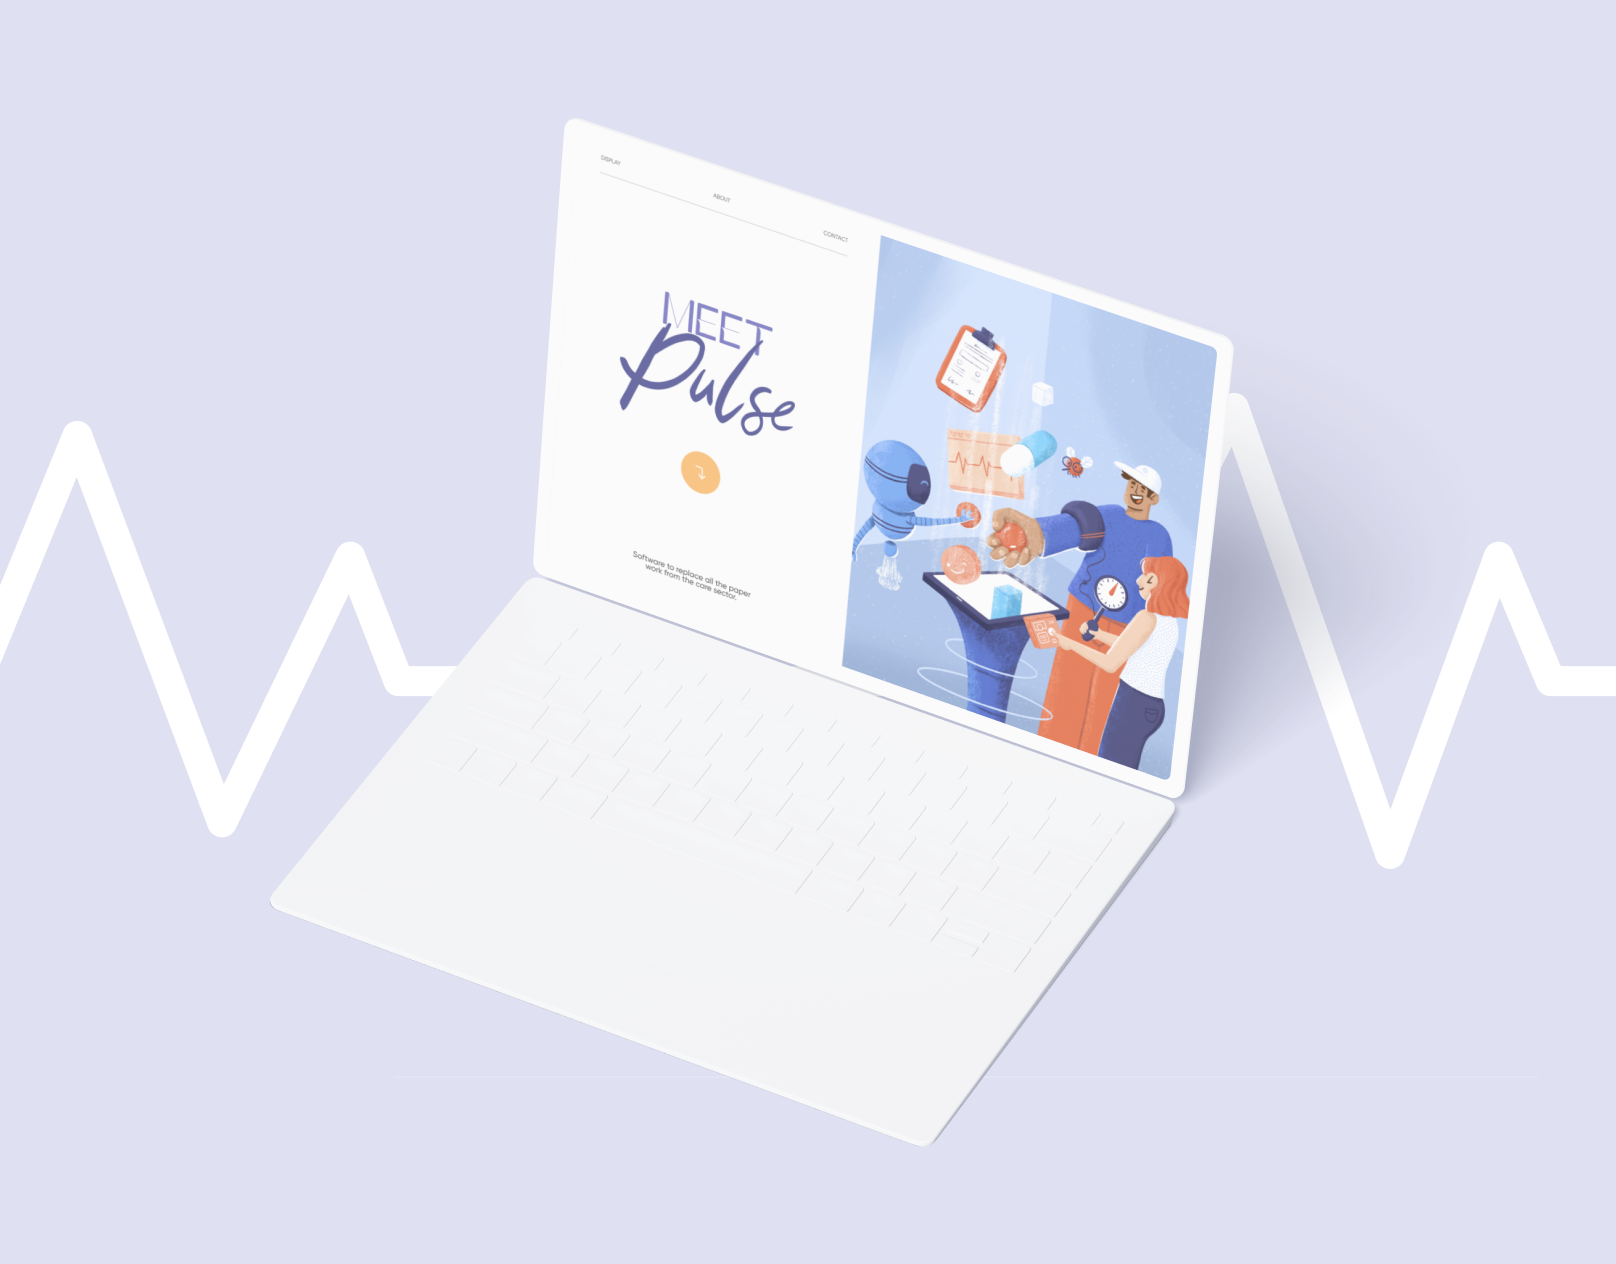 DISPLAY
ABOUT
CONTACT
MEET
Pulse
Software to replace all the paper
work from the care sector.